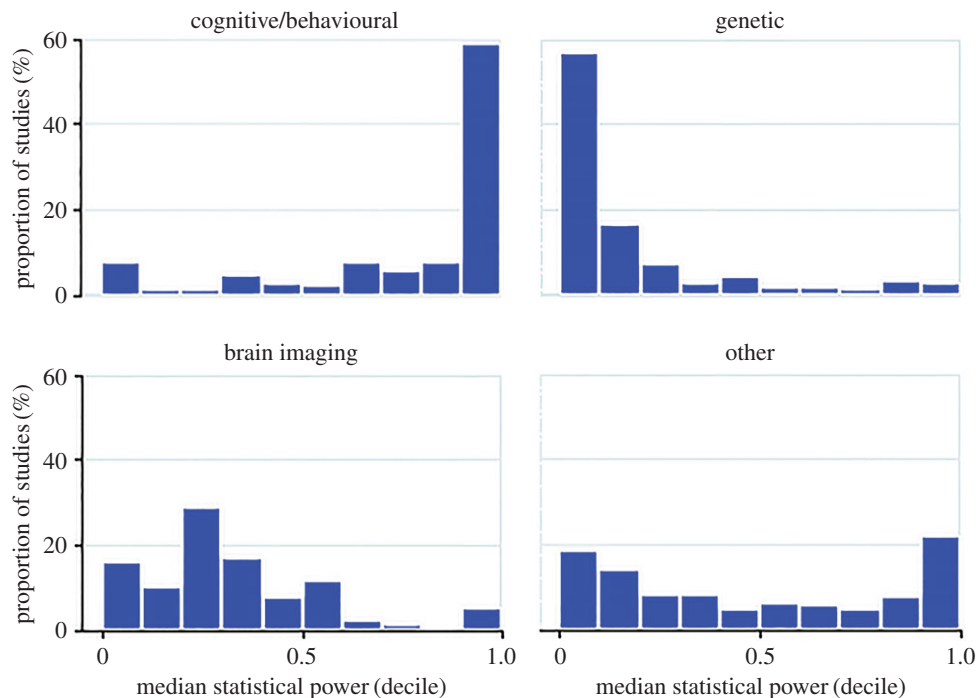 cognitive/behavioural
genetic
proportion of studies (%)
60
40
20
0
brain imaging
other
proportion of studies (%)
60
40
20
0
0
0.5
1.0
0
0.5
1.0
median statistical power (decile)
median statistical power (decile)